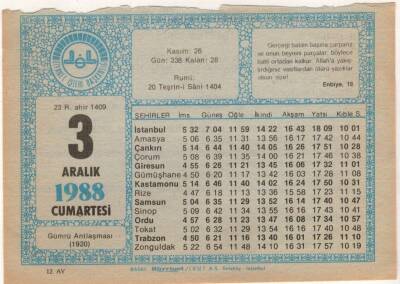 Kasım: 26
Gün: 338 Kalan: 28
Rumî:
20 Teşrin-i Sâni 1404
Gerçeği batılın başına çarparız
ve onun beynini parçalar, böylece
batıl ortadan kalkar. Allah'a yakış-
tırdığınız vasıflardan ötürü yazıklar
olsun size!
Enbiya, 18
23 R. ahir 1409
3
ARALIK
1988
CUMARTESİ
Gümrü Antlaşması
(1920)
ŞEHİRLER İms. Güneş Öğle İkindi Akşam Yatsı Kıble S.
İstanbul 5 32 7 04 11 59 14 22 16 43 18 09 10 01
Amasya 5 06 6 35 11 31 13 56 16 17 17 42 10 44
Çankırı 5 14 6 44 11 40 14 05 16 26 17 51 10 28
Çorum 5 08 6 39 11 35 14 00 16 21 17 46 10 38
Giresun 4 55 6 26 11 21 13 45 16 06 17 32 11 01
Gümüşhane 4 50 6 20 11 17 13 42 16 03 17 28 11 08
Kastamonu 5 14 6 46 11 40 14 02 16 24 17 50 10 31
Rize 4 47 6 18 11 13 13 36 15 58 17 23 11 15
Samsun 5 04 6 35 11 29 13 52 16 14 17 40 10 47
Sinop 5 09 6 42 11 34 13 55 16 16 17 43 10 41
Ordu 4 57 6 28 11 23 13 47 16 08 17 34 10 57
Tokat 5 02 6 32 11 29 13 54 16 16 17 40 10 47
Trabzon 4 50 6 21 11 16 13 40 16 01 17 26 11 10
Zonguldak 5 22 6 54 11 48 14 10 16 31 17 57 10 19
12. AY